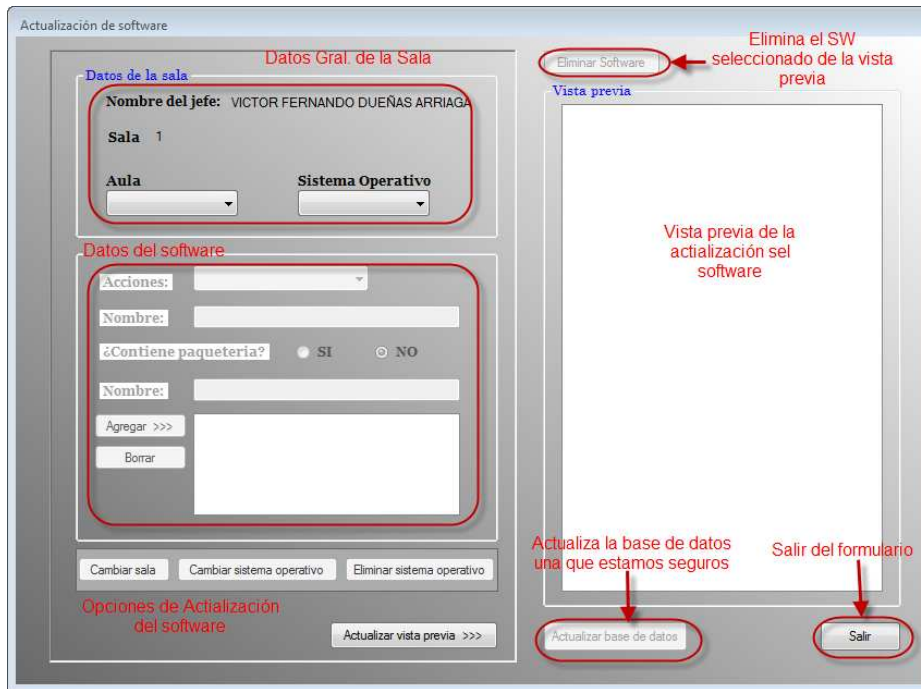 Actualización de software
Datos Gral. de la Sala
Datos de la sala
Nombre del jefe: VICTOR FERNANDO DUEÑAS ARRIAGA
Sala 1
Aula
Sistema Operativo
Datos del software
Acciones:
Nombre:
¿Contiene paquetería? SI NO
Nombre:
Agregar >>>
Borrar
Cambiar sala
Cambiar sistema operativo
Eliminar sistema operativo
Opciones de Actialización
del software
Actualizar vista previa >>>
Eliminar Software
Elimina el SW
seleccionado de la vista
previa
Vista previa
Vista previa de la
actialización sel
software
Actualiza la base de datos
una que estamos seguros
Salir del formulario
Actualizar base de datos
Salir